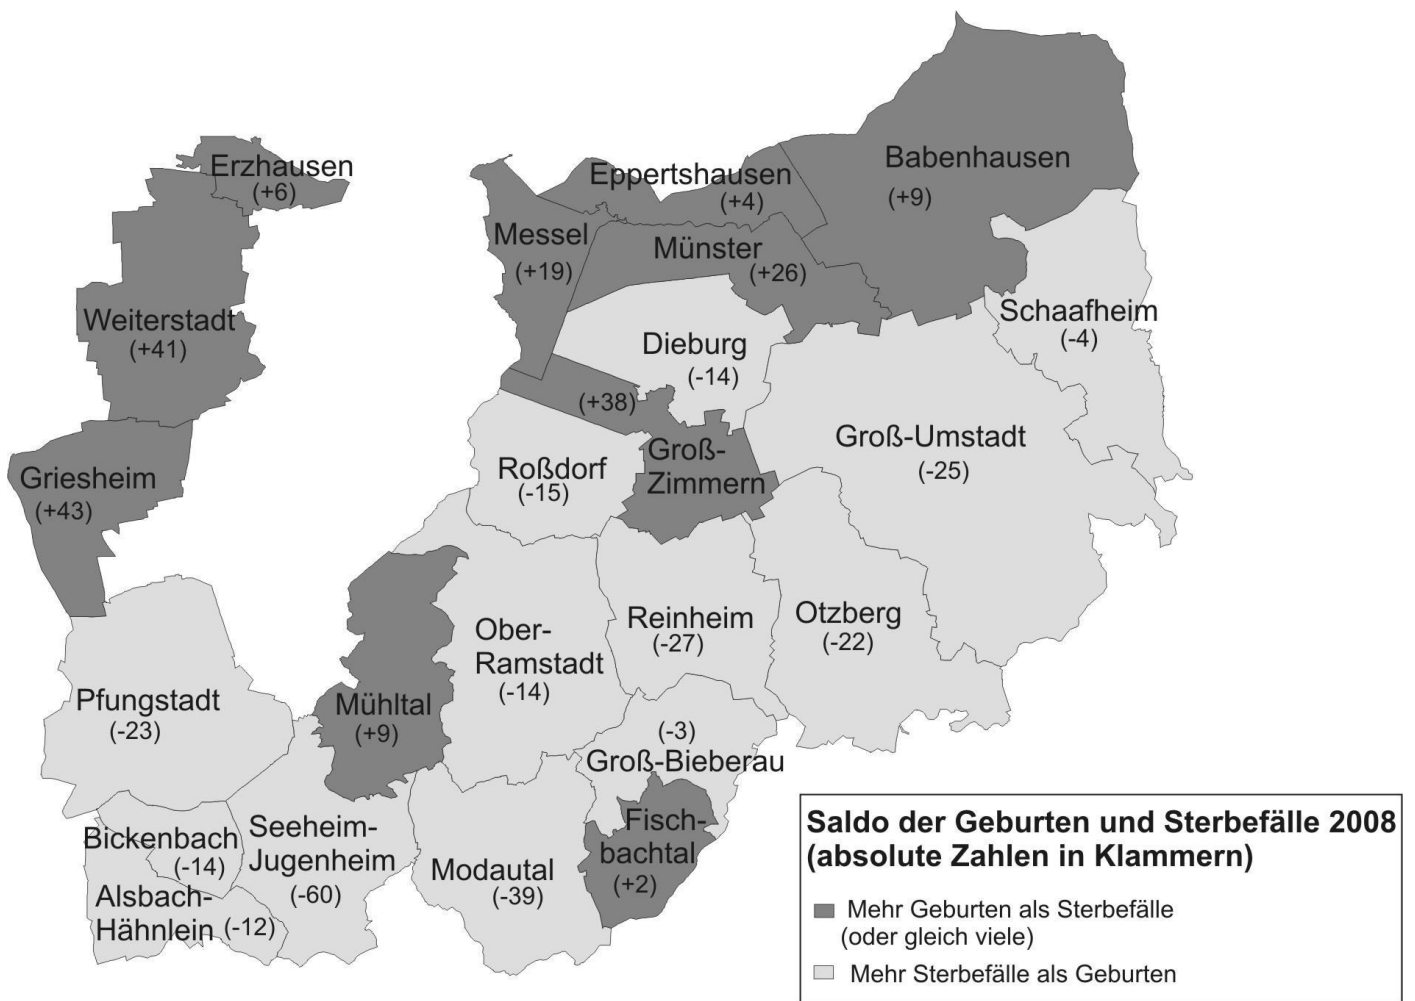 Erzhausen
(+6)
Eppertshausen
(+4)
Babenhausen
(+9)
Messel
(+19)
Münster
(+26)
Weiterstadt
(+41)
Schaafheim
(-4)
Dieburg
(-14)
(+38)
Groß-
Zimmern
Groß-Umstadt
(-25)
Griesheim
(+43)
Roßdorf
(-15)
Ober-
Ramstadt
(-14)
Reinheim
(-27)
Otzberg
(-22)
Pfungstadt
(-23)
Mühltal
(+9)
(-3)
Groß-Bieberau
Bickenbach
(-14)
Seeheim-
Jugenheim
(-60)
Modautal
(-39)
Fisch-
bachtal
(+2)
Alsbach-
Hähnlein (-12)
Saldo der Geburten und Sterbefälle 2008
(absolute Zahlen in Klammern)
Mehr Geburten als Sterbefälle
(oder gleich viele)
Mehr Sterbefälle als Geburten